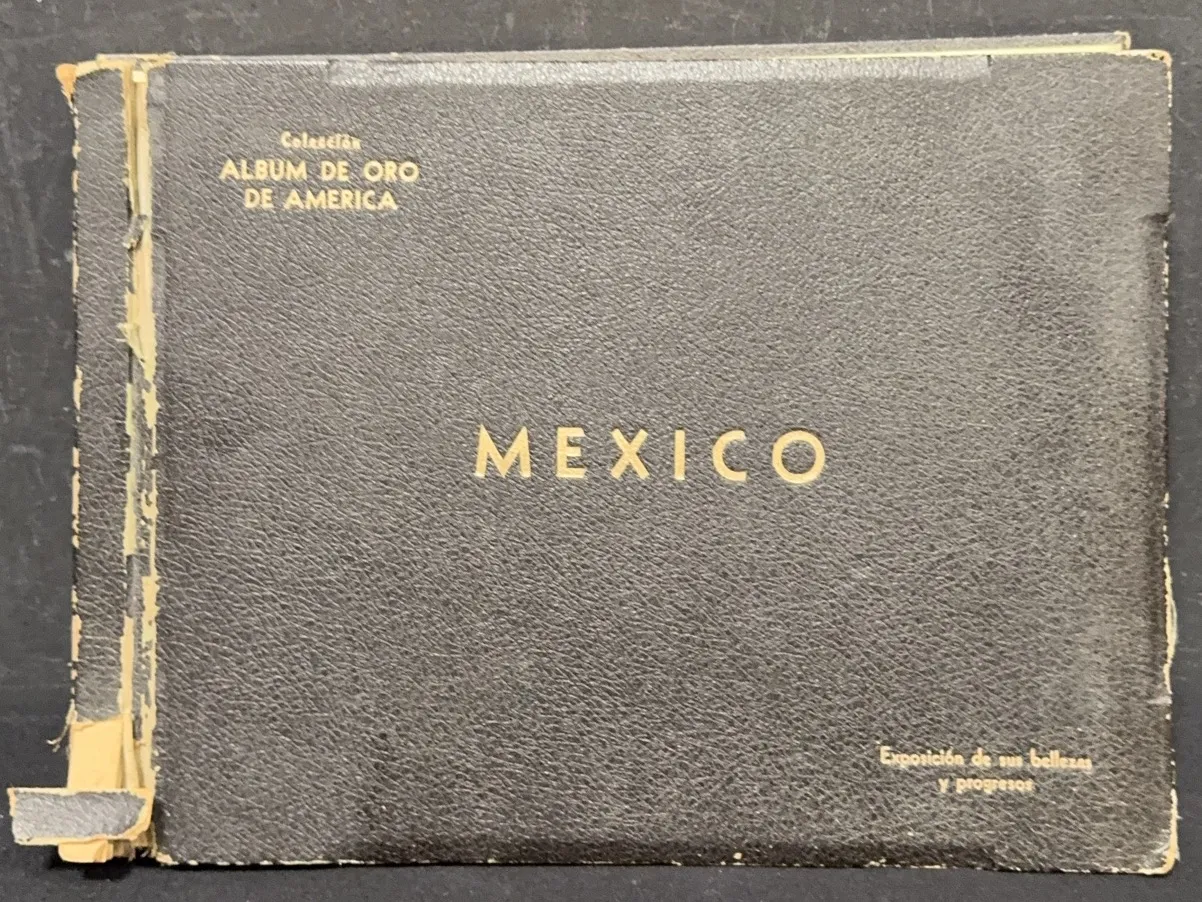 Colección
ALBUM DE ORO
DE AMERICA
MEXICO
Exposición de sus bellezas
y progresos